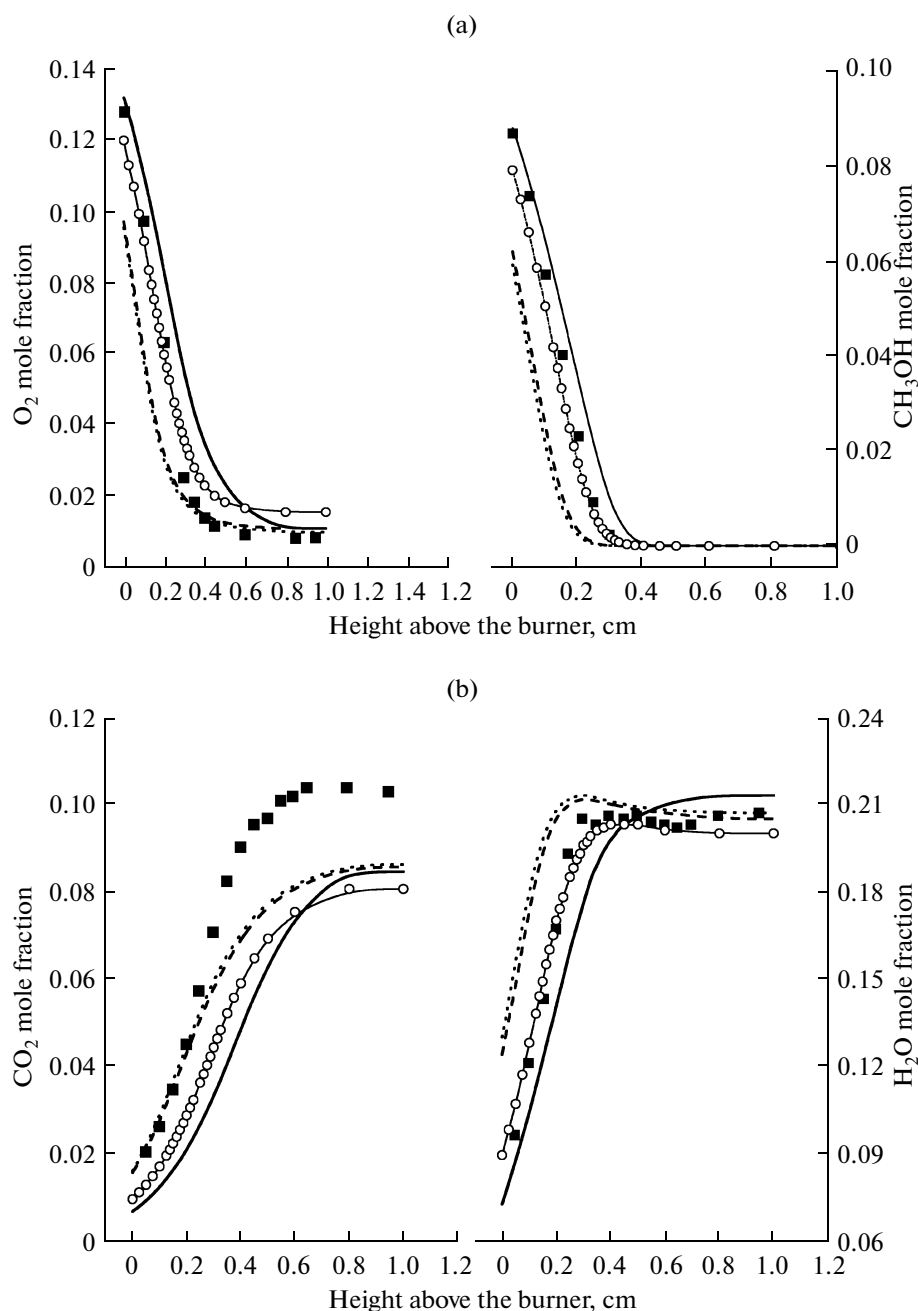 (a)
0.14
0.12
0.10
0.08
0.06
0.04
0.02
0
O2 mole fraction
0 0.2 0.4 0.6 0.8 1.0 1.2 1.4 1.2
0.10
0.08
0.06
0.04
0.02
0
CH3OH mole fraction
0 0.2 0.4 0.6 0.8 1.0
Height above the burner, cm
(b)
0.12
0.10
0.08
0.06
0.04
0.02
0
CO2 mole fraction
0 0.2 0.4 0.6 0.8 1.0 1.2
0.24
0.21
0.18
0.15
0.12
0.09
0.06
H2O mole fraction
0 0.2 0.4 0.6 0.8 1.0 1.2
Height above the burner, cm